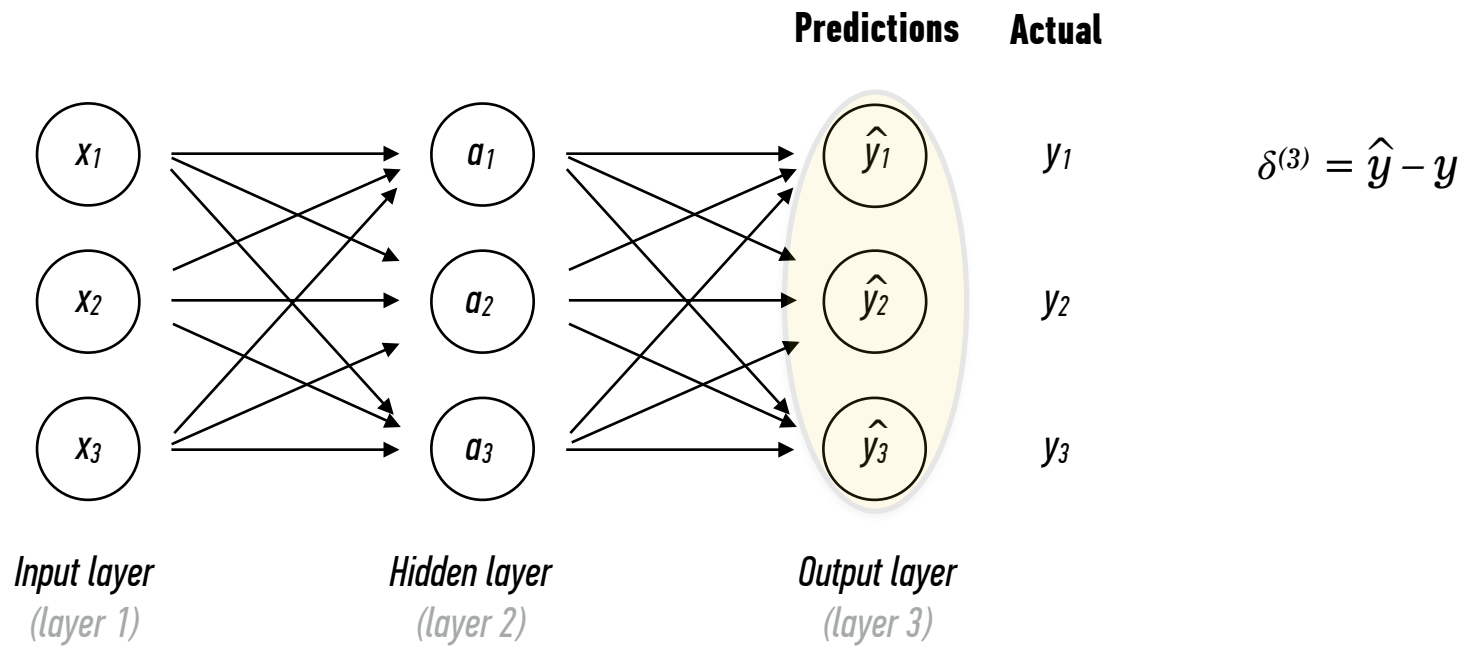 Predictions Actual
x1 a1 ŷ1 y1 δ(3) = ŷ – y
x2 a2 ŷ2 y2
x3 a3 ŷ3 y3
Input layer Hidden layer Output layer
(layer 1) (layer 2) (layer 3)